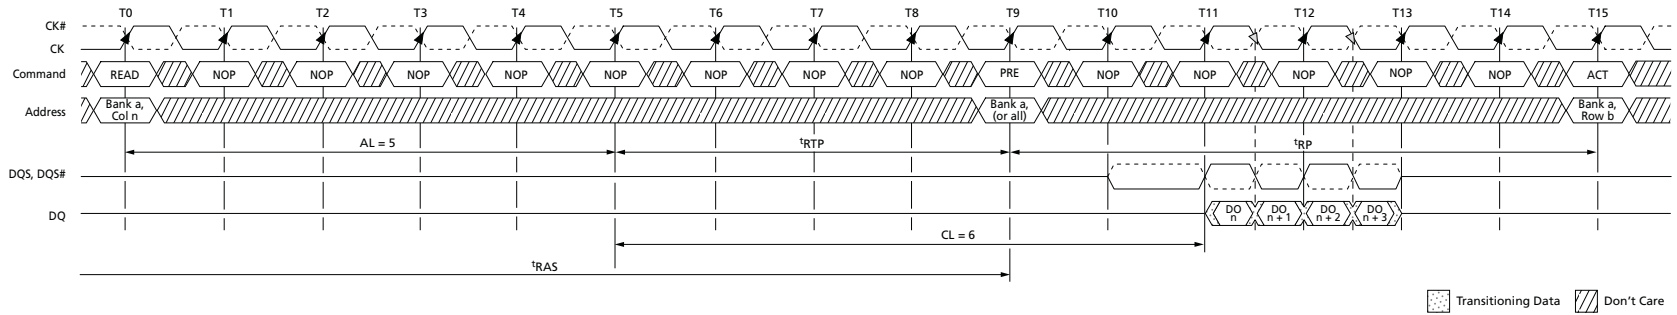 T0 T1 T2 T3 T4 T5 T6 T7 T8 T9 T10 T11 T12 T13 T14 T15
CK#
CK
Command READ NOP NOP NOP NOP NOP NOP NOP NOP PRE NOP NOP NOP NOP NOP ACT
Address Bank a, Col n Bank a, (or all) Bank a, Row b
AL = 5 tRTP tRP
DQS, DQS#
DQ DO n DO n + 1 DO n + 2 DO n + 3
CL = 6
tRAS
Transitioning Data Don't Care